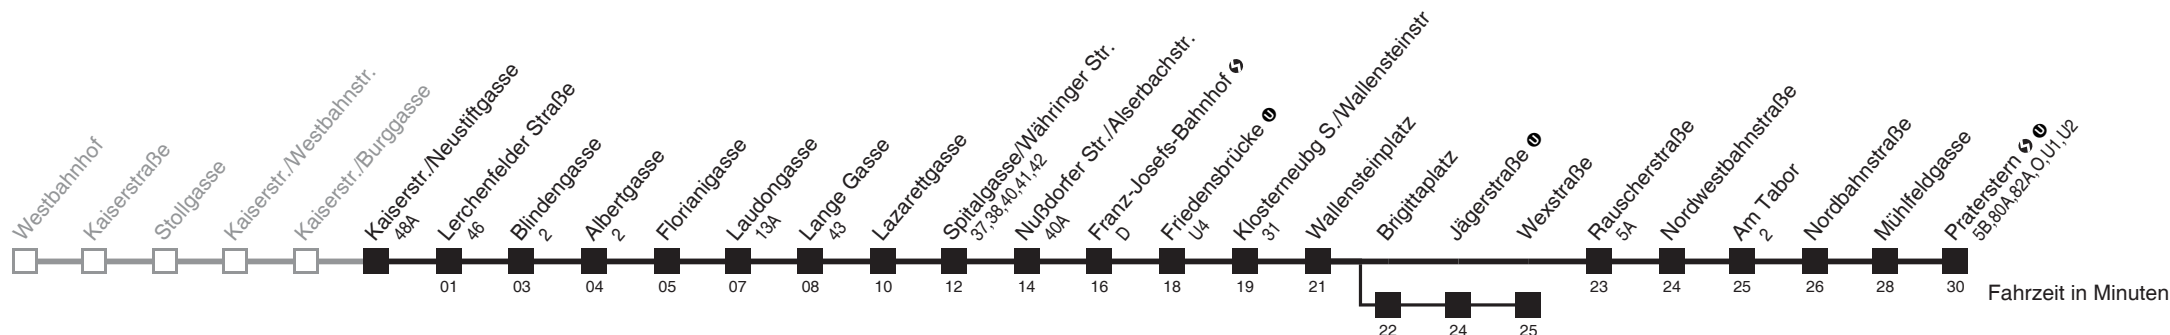 Westbahnhof
Kaiserstraße
Stollgasse
Kaiserstr./Westbahnstr.
Kaiserstr./Burggasse
Kaiserstr./Neustiftgasse
48A
Lerchenfelder Straße
46
Blindengasse
2
Albertgasse
2
Florianigasse
Laudongasse
13A
Lange Gasse
43
Lazarettgasse
Spitalgasse/Währinger Str.
37,38,40,41,42
Nußdorfer Str./Alserbachstr.
40A
Franz-Josefs-Bahnhof S
D
Friedensbrücke U
U4
Klosterneubg S./Wallensteinstr
31
Wallensteinplatz
Brigittaplatz
Jägerstraße U
Wexstraße
Rauscherstraße
5A
Nordwestbahnstraße
Am Tabor
2
Nordbahnstraße
Mühlfeldgasse
Praterstern S U
5B,80A,82A,O,U1,U2
01 03 04 05 07 08 10 12 14 16 18 19 21 23 24 25 26 28 30
Fahrzeit in Minuten
22 24 25